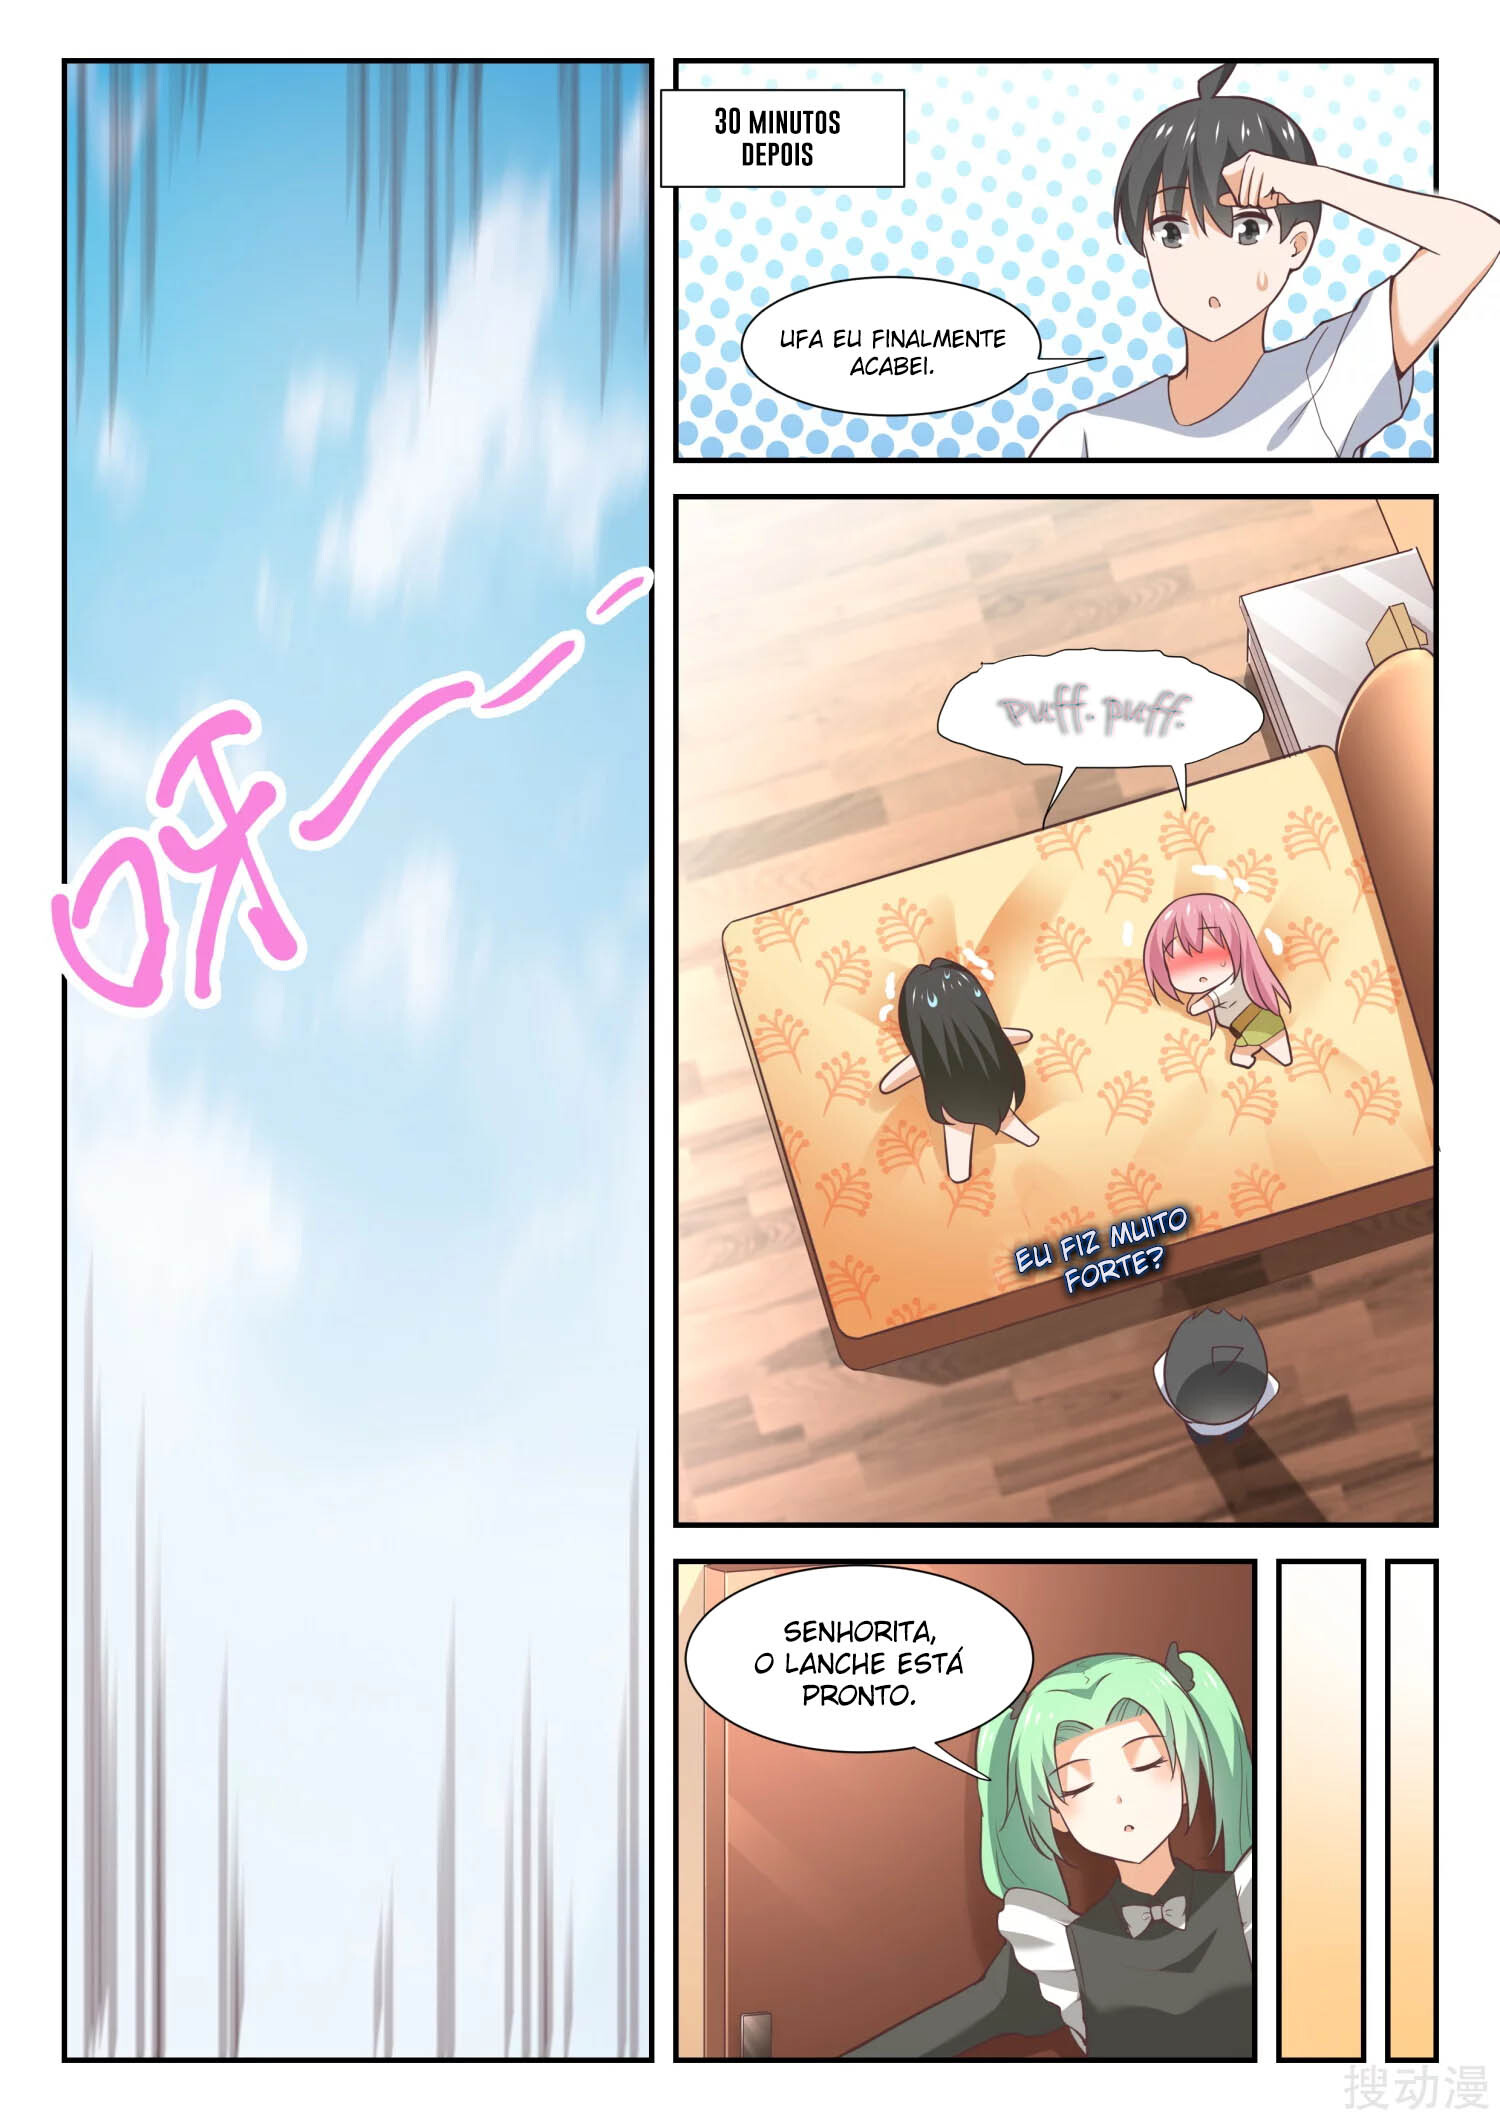 呀
30 MINUTOS
DEPOIS
UFA EU FINALMENTE
ACABEI.
PUFF. PUFF.
EU FIZ MUITO
FORTE?
SENHORITA,
O LANCHE ESTÁ
PRONTO.
搜动漫